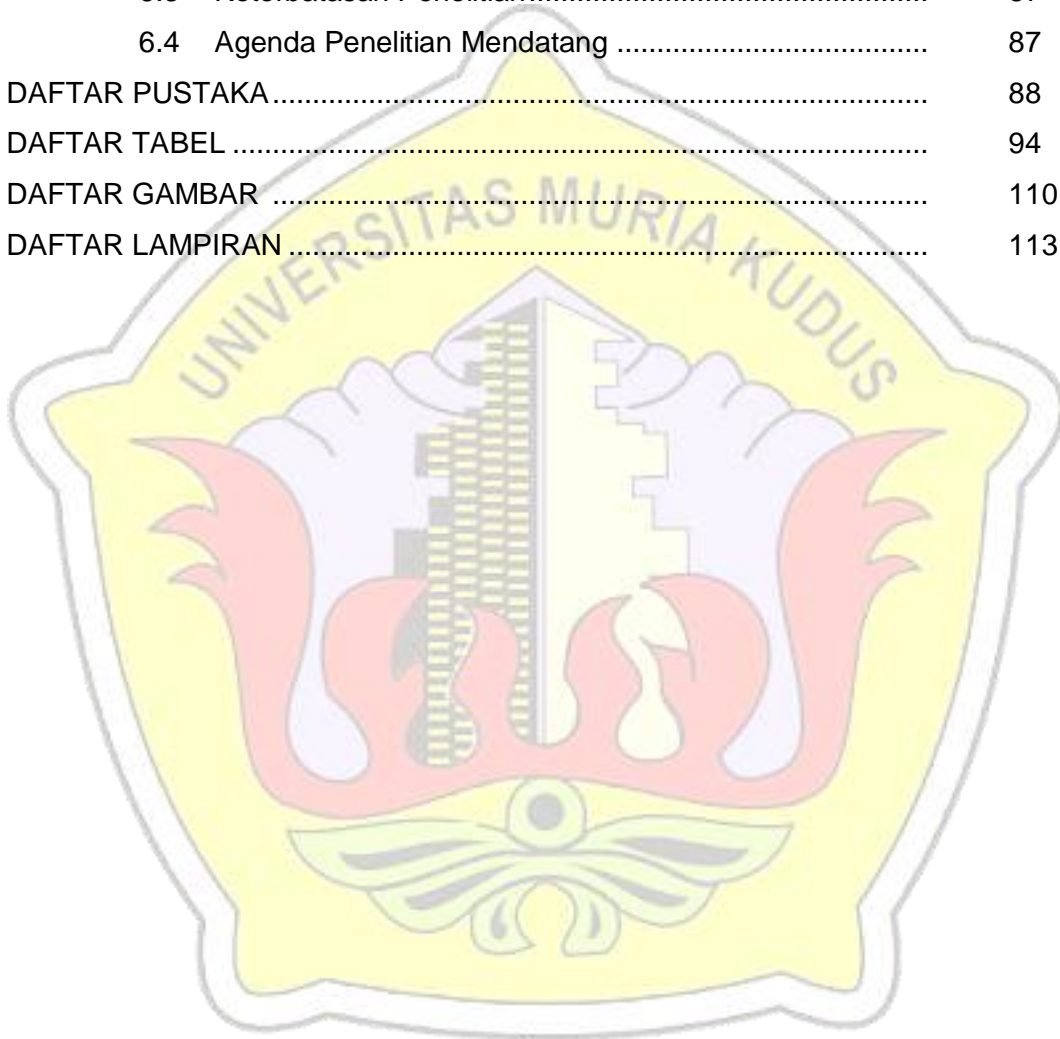 6.4 Agenda Penelitian Mendatang ....................................... 87
DAFTAR PUSTAKA .................................................................................. 88
DAFTAR TABEL ....................................................................................... 94
DAFTAR GAMBAR .................................................................................. 110
DAFTAR LAMPIRAN ................................................................................ 113
UNIVERSITAS MURIA KUDUS